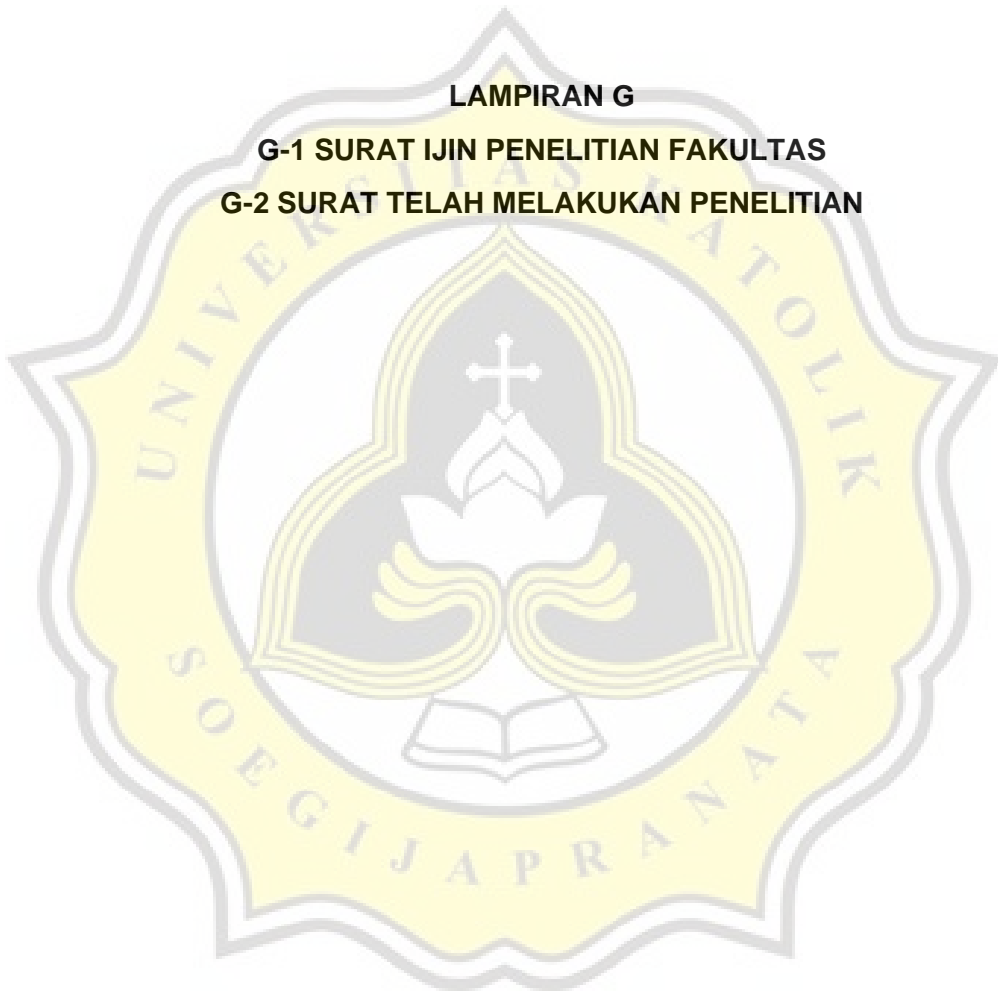 LAMPIRAN G
G-1 SURAT IJIN PENELITIAN FAKULTAS
G-2 SURAT TELAH MELAKUKAN PENELITIAN
UNIVERSITAS KATOLIK
SOEGIJAPRANATA